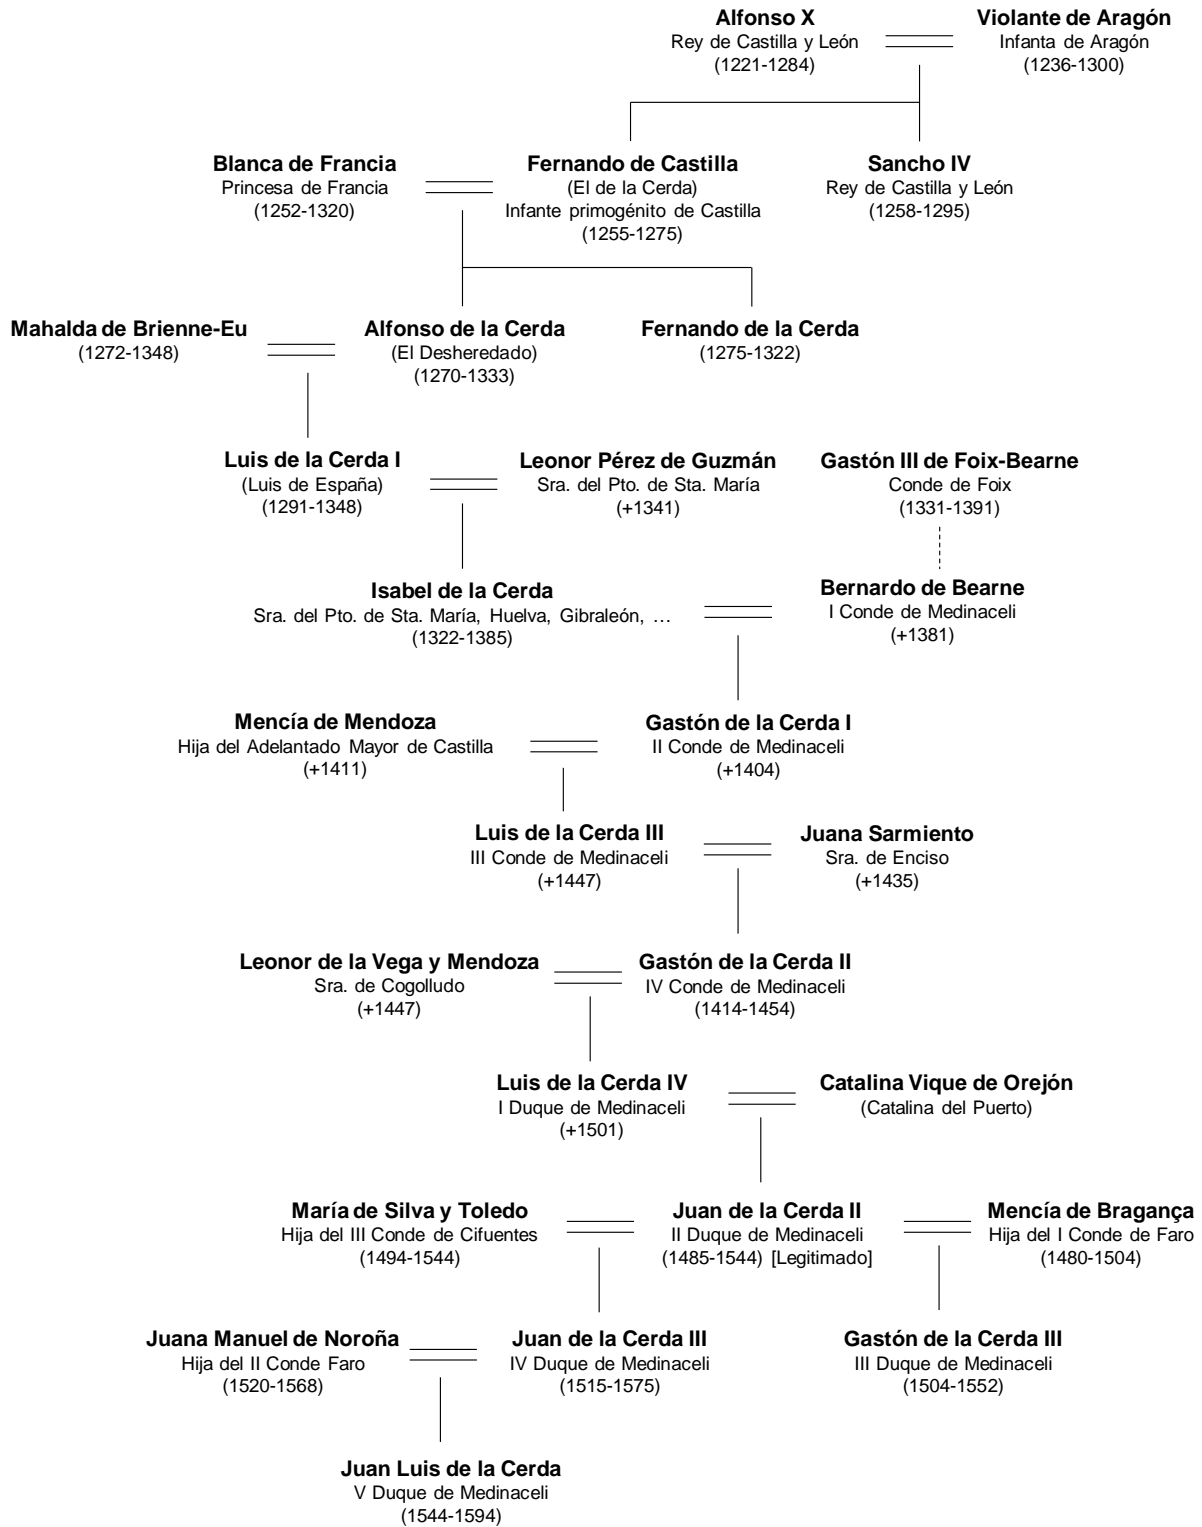 Alfonso X
Rey de Castilla y León
(1221-1284)
Violante de Aragón
Infanta de Aragón
(1236-1300)
Blanca de Francia
Princesa de Francia
(1252-1320)
Fernando de Castilla
(El de la Cerda)
Infante primogénito de Castilla
(1255-1275)
Sancho IV
Rey de Castilla y León
(1258-1295)
Mahalda de Brienne-Eu
(1272-1348)
Alfonso de la Cerda
(El Desheredado)
(1270-1333)
Fernando de la Cerda
(1275-1322)
Luis de la Cerda I
(Luis de España)
(1291-1348)
Leonor Pérez de Guzmán
Sra. del Pto. de Sta. María
(+1341)
Gastón III de Foix-Bearne
Conde de Foix
(1331-1391)
Isabel de la Cerda
Sra. del Pto. de Sta. María, Huelva, Gibraleón, …
(1322-1385)
Bernardo de Bearne
I Conde de Medinaceli
(+1381)
Mencía de Mendoza
Hija del Adelantado Mayor de Castilla
(+1411)
Gastón de la Cerda I
II Conde de Medinaceli
(+1404)
Luis de la Cerda III
III Conde de Medinaceli
(+1447)
Juana Sarmiento
Sra. de Enciso
(+1435)
Leonor de la Vega y Mendoza
Sra. de Cogolludo
(+1447)
Gastón de la Cerda II
IV Conde de Medinaceli
(1414-1454)
Luis de la Cerda IV
I Duque de Medinaceli
(+1501)
Catalina Vique de Orejón
(Catalina del Puerto)
María de Silva y Toledo
Hija del III Conde de Cifuentes
(1494-1544)
Juan de la Cerda II
II Duque de Medinaceli
(1485-1544) [Legitimado]
Mencía de Bragança
Hija del I Conde de Faro
(1480-1504)
Juana Manuel de Noroña
Hija del II Conde Faro
(1520-1568)
Juan de la Cerda III
IV Duque de Medinaceli
(1515-1575)
Gastón de la Cerda III
III Duque de Medinaceli
(1504-1552)
Juan Luis de la Cerda
V Duque de Medinaceli
(1544-1594)